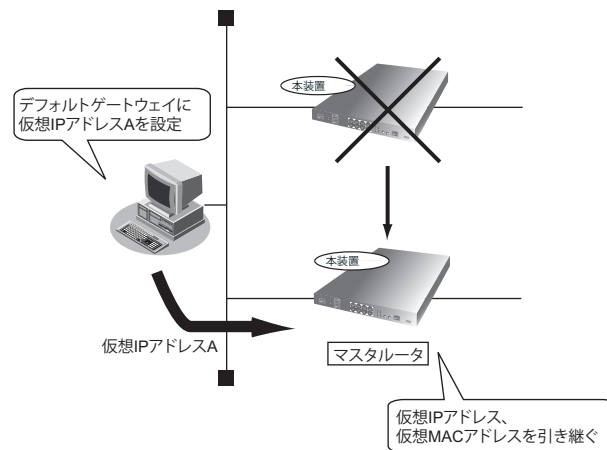 本装置
デフォルトゲートウェイに
仮想IPアドレスAを設定
本装置
仮想IPアドレスA
マスタルータ
仮想IPアドレス、
仮想MACアドレスを引き継ぐ